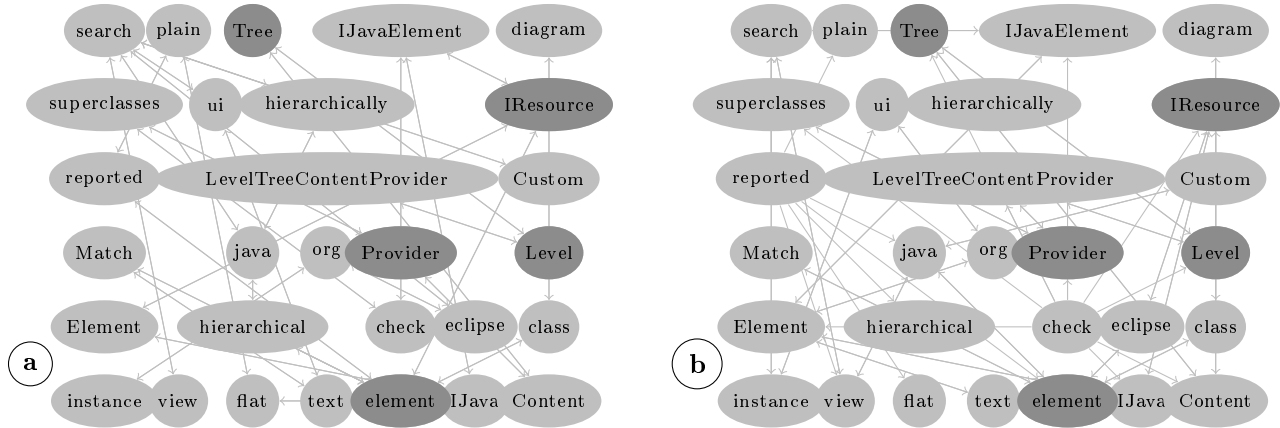 search plain Tree IJavaElement diagram
superclasses ui hierarchically IResource
reported LevelTreeContentProvider Custom
Match java org Provider Level
Element hierarchical check eclipse class
a
instance view flat text element IJava Content
search plain Tree IJavaElement diagram
superclasses ui hierarchically IResource
reported LevelTreeContentProvider Custom
Match java org Provider Level
Element hierarchical check eclipse class
b
instance view flat text element IJava Content